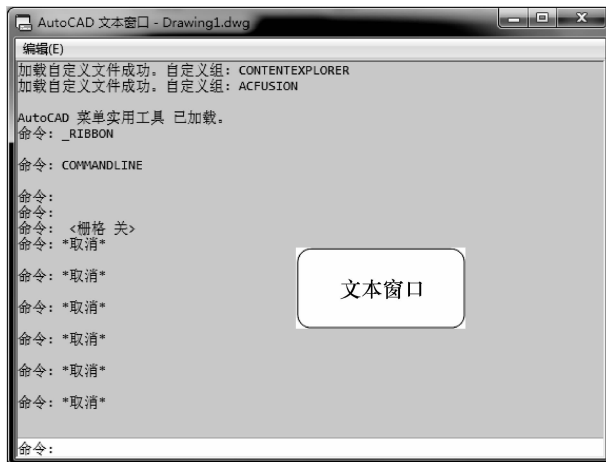 AutoCAD 文本窗口 - Drawing1.dwg
编辑(E)
加载自定义文件成功。自定义组: CONTENTEXPLORER
加载自定义文件成功。自定义组: ACFUSION
AutoCAD 菜单实用工具 已加载。
命令: _RIBBON
命令: COMMANDLINE
命令:
命令:
命令: <栅格 关>
命令: *取消*
命令: *取消*
文本窗口
命令: *取消*
命令: *取消*
命令: *取消*
命令: *取消*
命令: